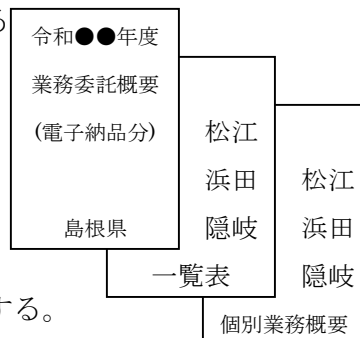 る
令和●●年度
業務委託概要
(電子納品分)
島根県
松江
浜田
隠岐
一覧表
松江
浜田
隠岐
個別業務概要
する。